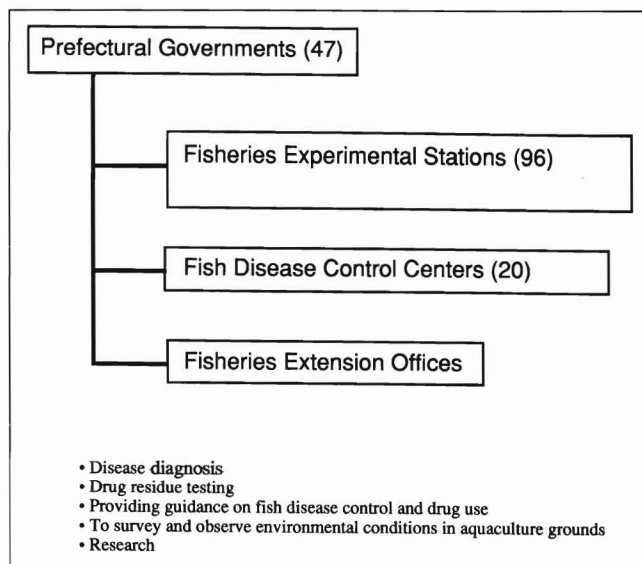 Prefectural Governments (47)
Fisheries Experimental Stations (96)
Fish Disease Control Centers (20)
Fisheries Extension Offices
• Disease diagnosis
• Drug residue testing
• Providing guidance on fish disease control and drug use
• To survey and observe environmental conditions in aquaculture grounds
• Research